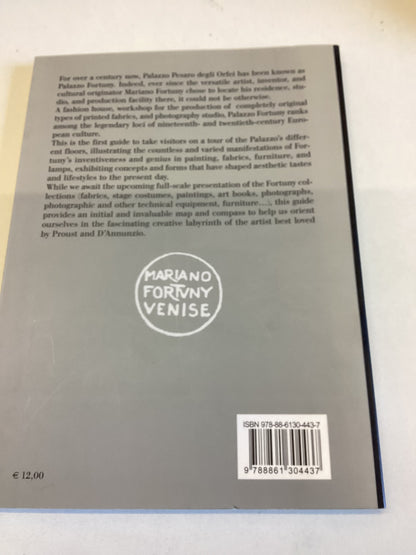 For over a century now, Palazzo Pesaro degli Orfei has been known as
Palazzo Fortuny. Indeed, ever since the versatile artist, inventor, and
cultural originator Mariano Fortuny chose to locate his residence, stu-
dio, and production facility there, it could not be otherwise.
A fashion house, workshop for the production of completely original
types of printed fabrics, and photography studio, Palazzo Fortuny ranks
among the legendary loci of nineteenth- and twentieth-century Euro-
pean culture.
This is the first guide to take visitors on a tour of the Palazzo's differ-
ent floors, illustrating the countless and varied manifestations of For-
tuny's inventiveness and genius in painting, fabrics, furniture, and
lamps, exhibiting concepts and forms that have shaped aesthetic tastes
and lifestyles to the present day.
While we await the upcoming full-scale presentation of the Fortuny col-
lections (fabrics, stage costumes, paintings, art books, photographs,
photographic and other technical equipment, furniture…), this guide
provides an initial and invaluable map and compass to help us orient
ourselves in the fascinating creative labyrinth of the artist best loved
by Proust and D'Annunzio.
MARIANO
FORTVNY
VENISE
ISBN 978-88-6130-443-7
9 788861 304437
€ 12,00